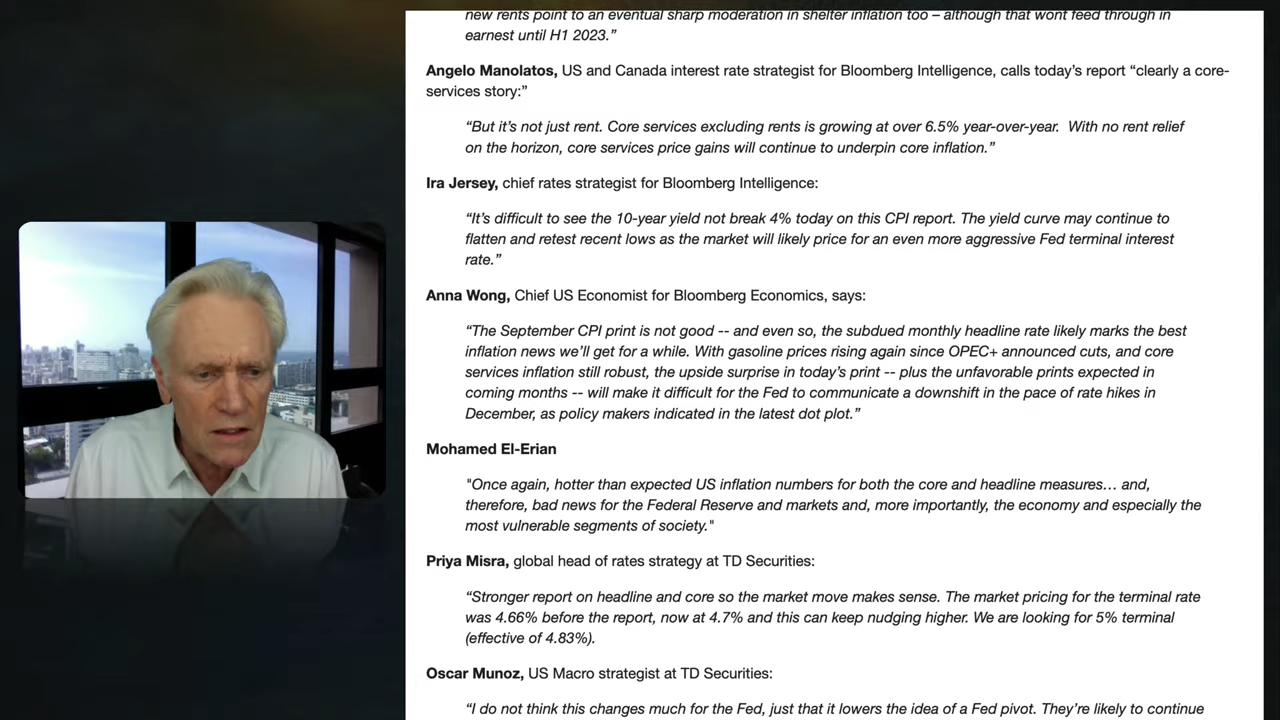 new rents point to an eventual sharp moderation in shelter inflation too – although that wont feed through in
earnest until H1 2023.”
Angelo Manolatos, US and Canada interest rate strategist for Bloomberg Intelligence, calls today’s report “clearly a core-
services story:”
“But it’s not just rent. Core services excluding rents is growing at over 6.5% year-over-year.  With no rent relief
on the horizon, core services price gains will continue to underpin core inflation.”
Ira Jersey, chief rates strategist for Bloomberg Intelligence:
“It’s difficult to see the 10-year yield not break 4% today on this CPI report. The yield curve may continue to
flatten and retest recent lows as the market will likely price for an even more aggressive Fed terminal interest
rate.”
Anna Wong, Chief US Economist for Bloomberg Economics, says:
“The September CPI print is not good -- and even so, the subdued monthly headline rate likely marks the best
inflation news we’ll get for a while. With gasoline prices rising again since OPEC+ announced cuts, and core
services inflation still robust, the upside surprise in today’s print -- plus the unfavorable prints expected in
coming months -- will make it difficult for the Fed to communicate a downshift in the pace of rate hikes in
December, as policy makers indicated in the latest dot plot.”
Mohamed El-Erian
"Once again, hotter than expected US inflation numbers for both the core and headline measures… and,
therefore, bad news for the Federal Reserve and markets and, more importantly, the economy and especially the
most vulnerable segments of society."
Priya Misra, global head of rates strategy at TD Securities:
“Stronger report on headline and core so the market move makes sense. The market pricing for the terminal rate
was 4.66% before the report, now at 4.7% and this can keep nudging higher. We are looking for 5% terminal
(effective of 4.83%).
Oscar Munoz, US Macro strategist at TD Securities:
“I do not think this changes much for the Fed, just that it lowers the idea of a Fed pivot. They’re likely to continue